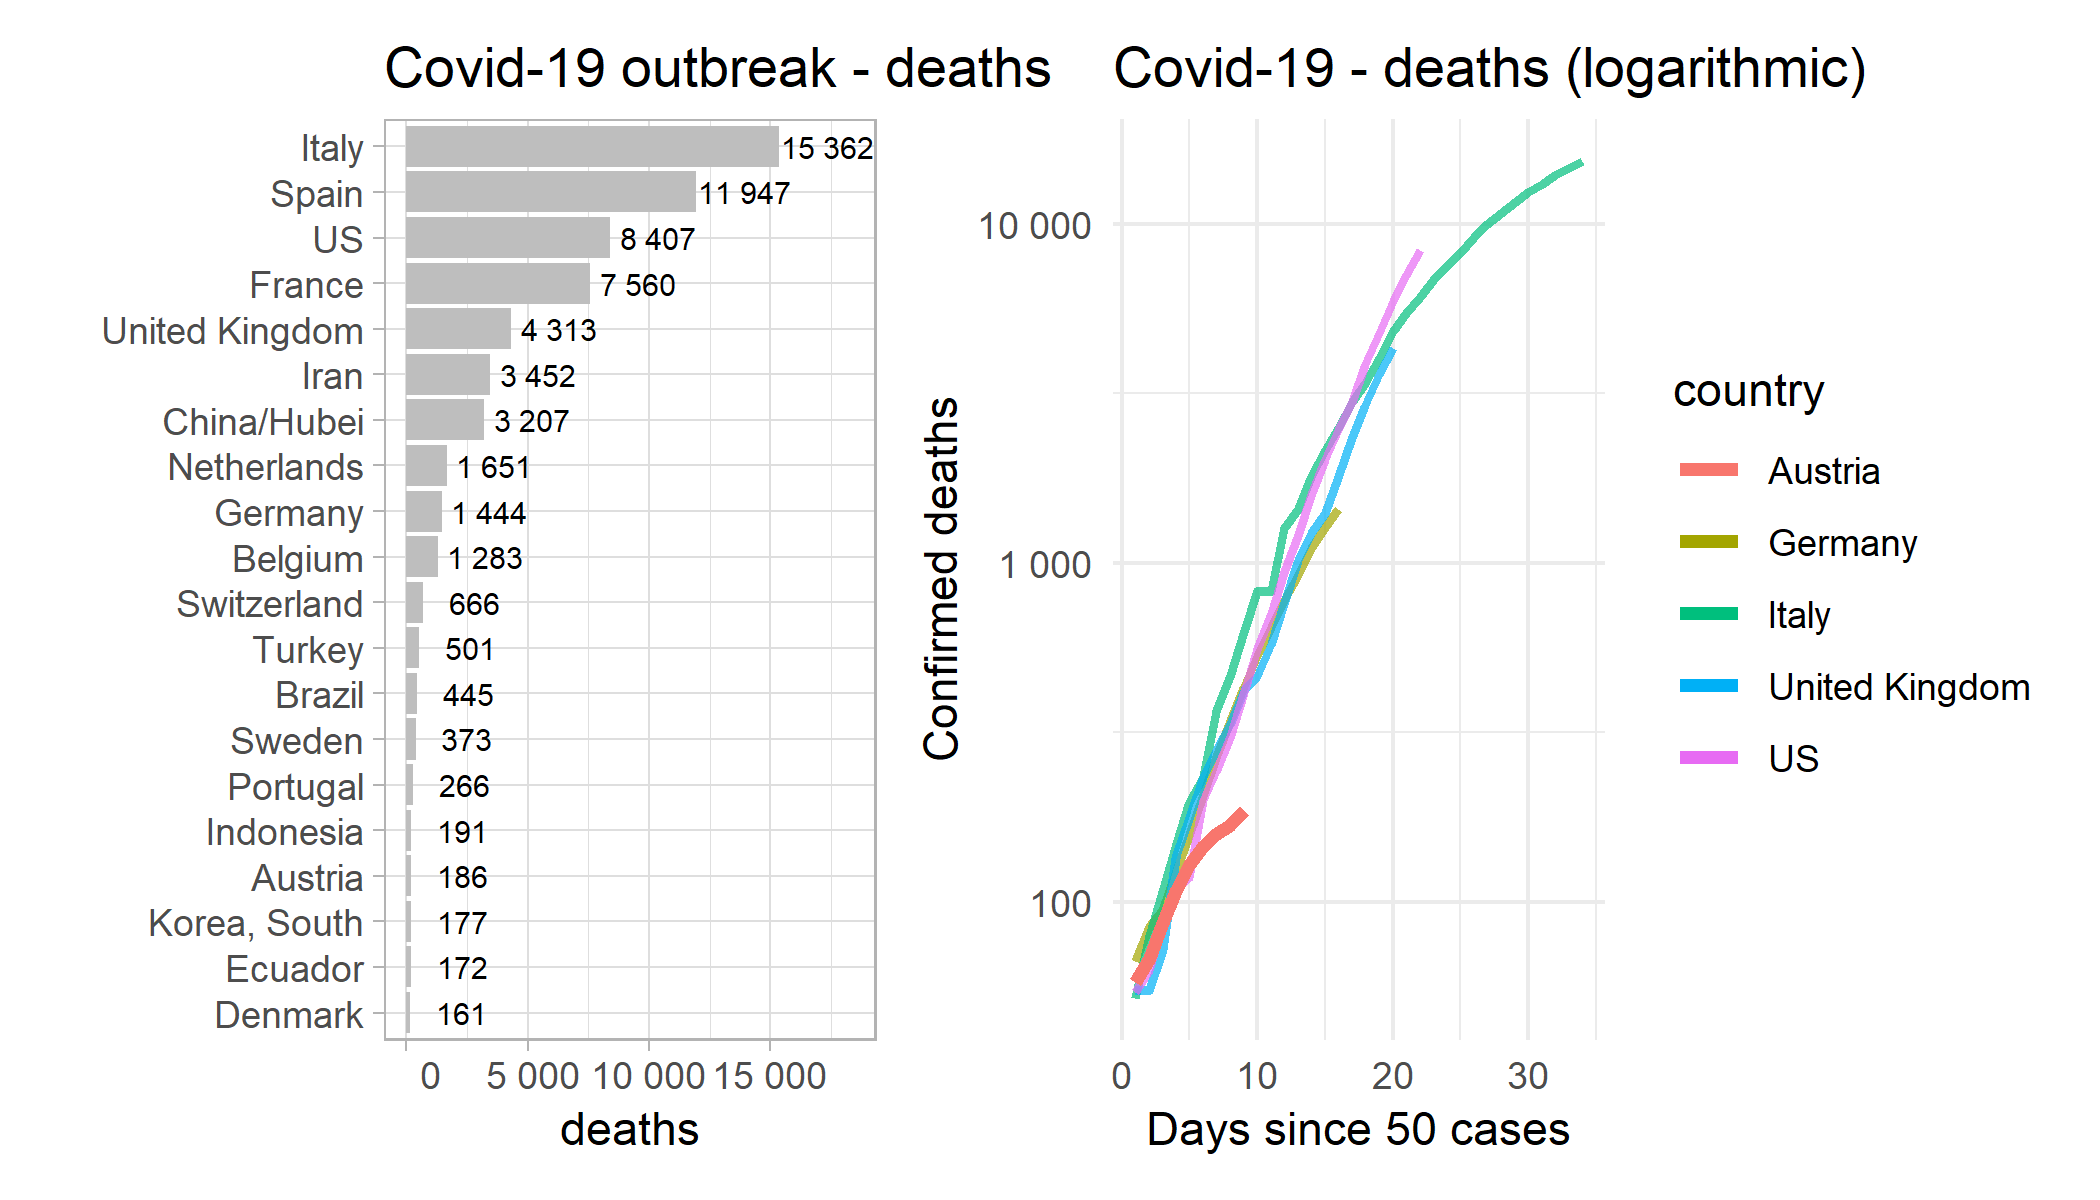 Covid-19 outbreak - deaths
Italy 15 362
Spain 11 947
US 8 407
France 7 560
United Kingdom 4 313
Iran 3 452
China/Hubei 3 207
Netherlands 1 651
Germany 1 444
Belgium 1 283
Switzerland 666
Turkey 501
Brazil 445
Sweden 373
Portugal 266
Indonesia 191
Austria 186
Korea, South 177
Ecuador 172
Denmark 161
0 5 000 10 000 15 000
deaths
Covid-19 - deaths (logarithmic)
Confirmed deaths
10 000
1 000
100
0 10 20 30
Days since 50 cases
country
Austria
Germany
Italy
United Kingdom
US